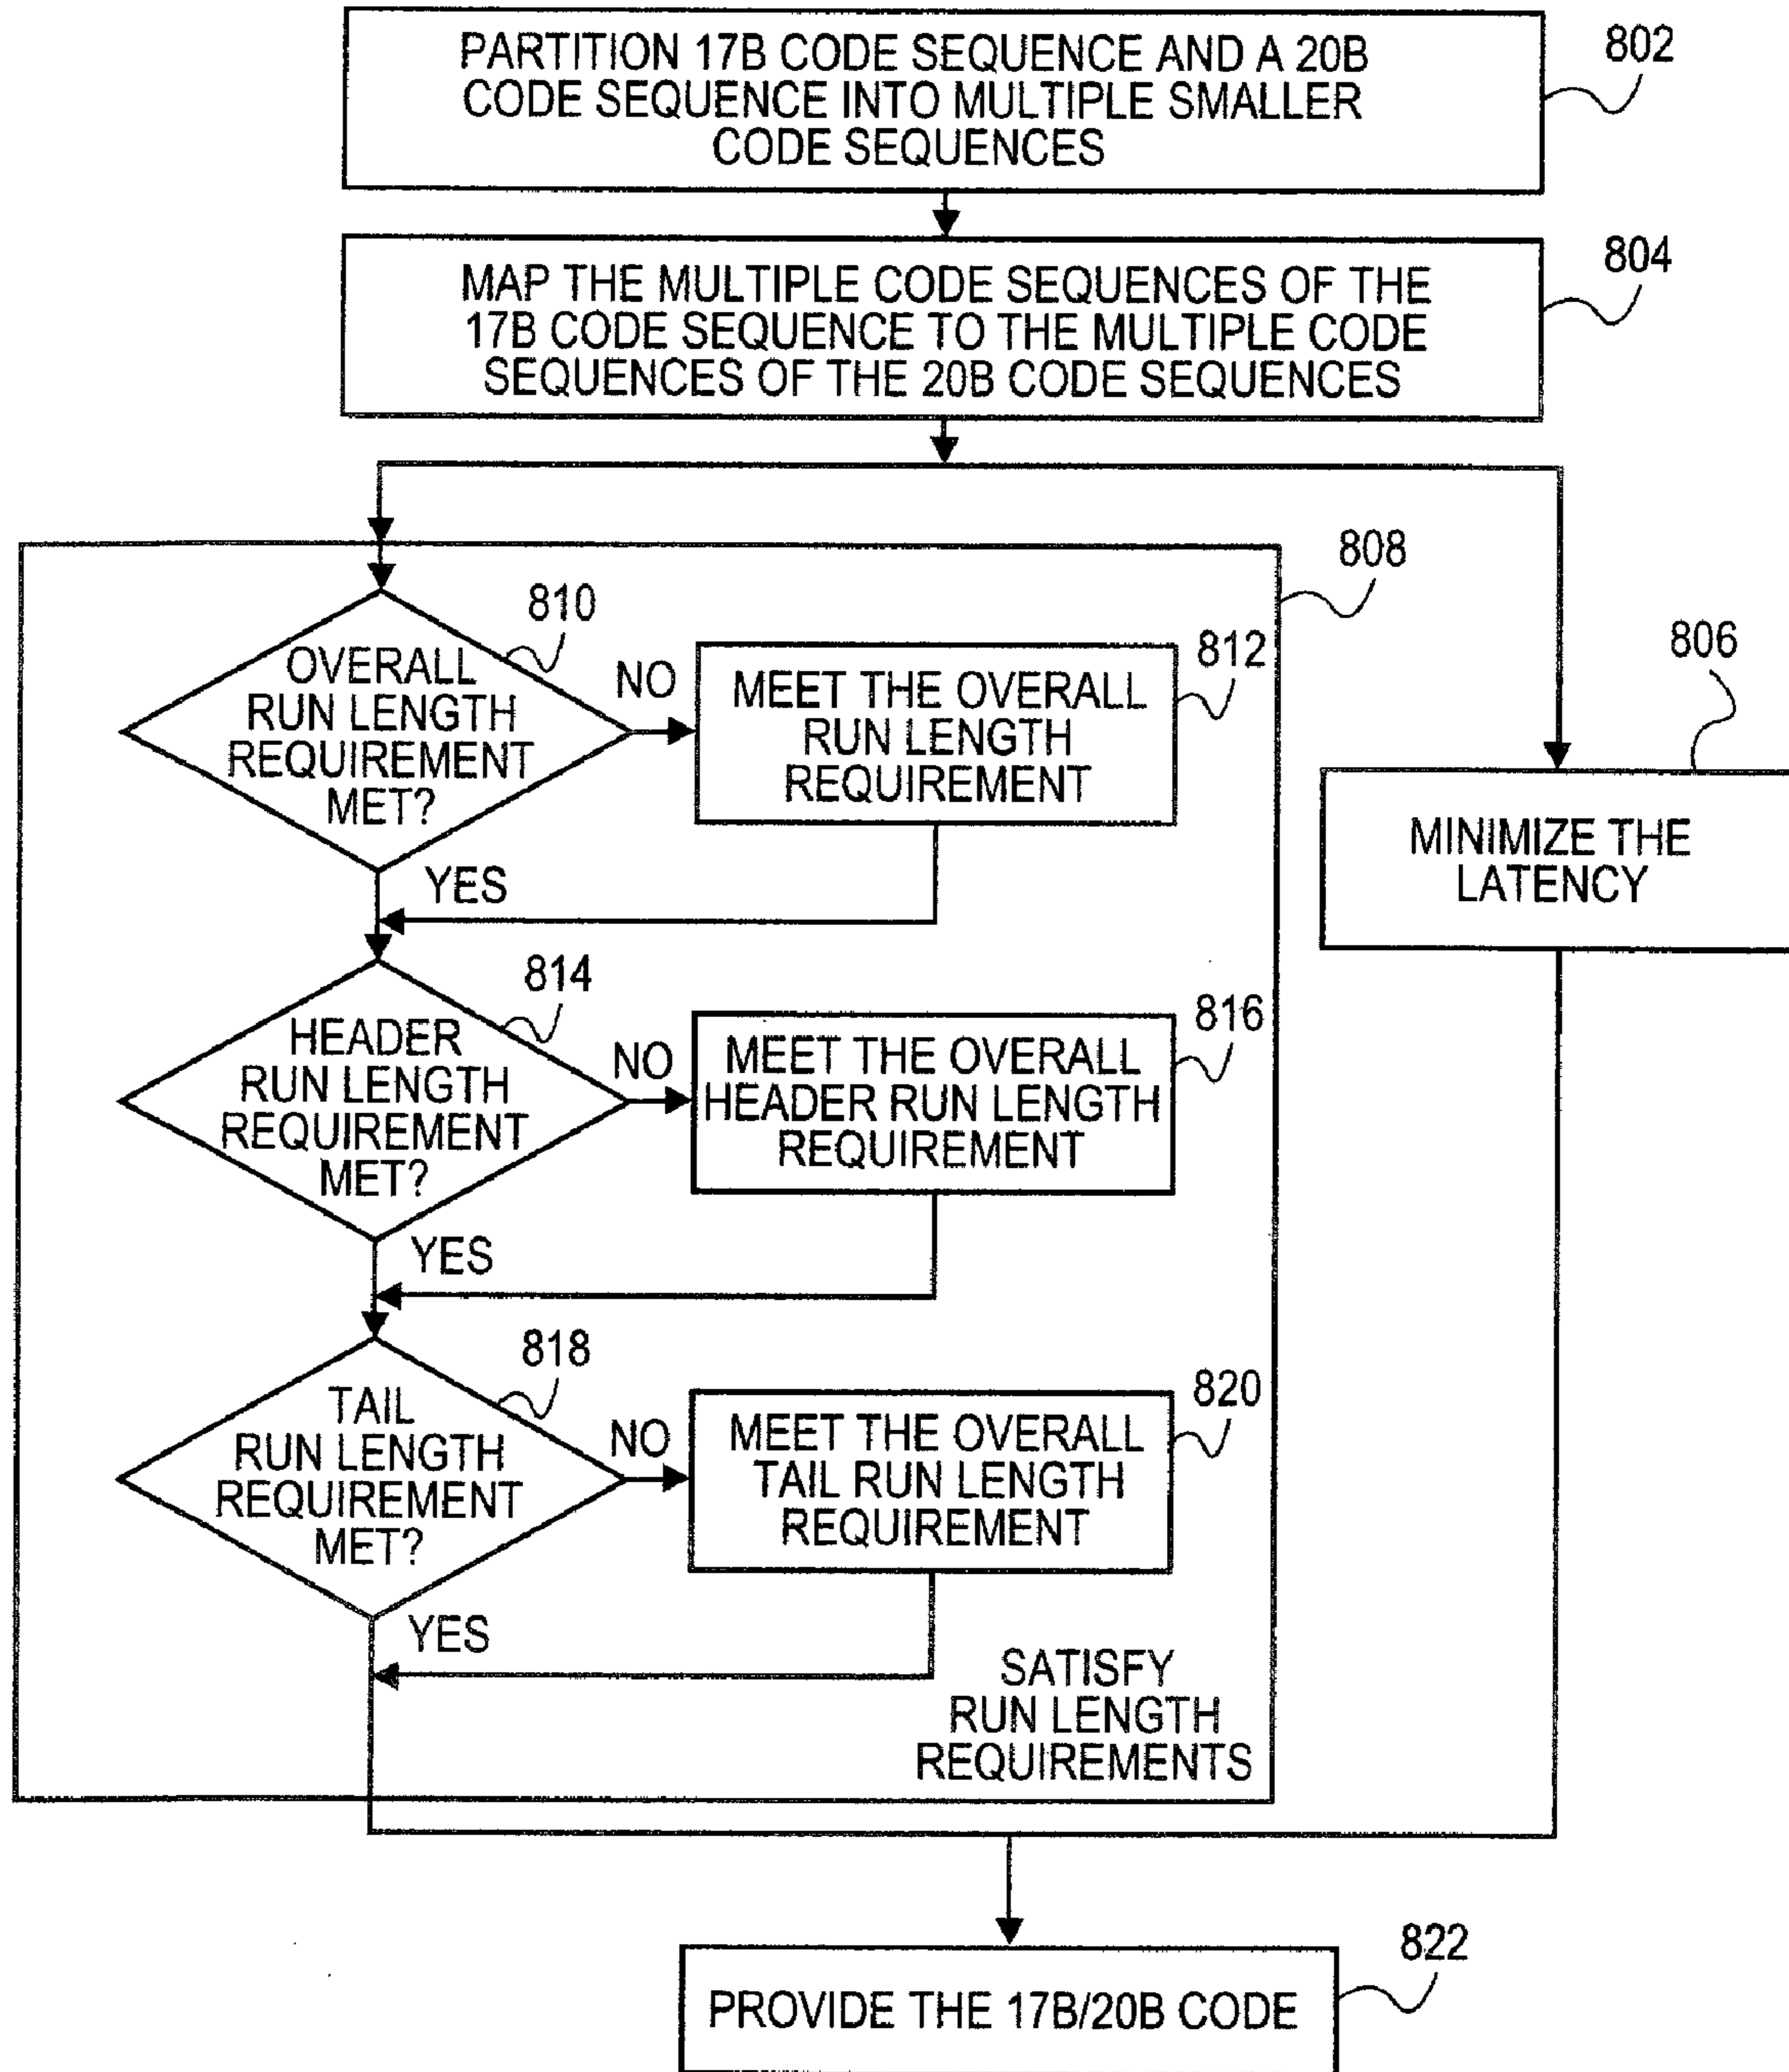 PARTITION 17B CODE SEQUENCE AND A 20B
CODE SEQUENCE INTO MULTIPLE SMALLER
CODE SEQUENCES
802
MAP THE MULTIPLE CODE SEQUENCES OF THE
17B CODE SEQUENCE TO THE MULTIPLE CODE
SEQUENCES OF THE 20B CODE SEQUENCES
804
808
810
OVERALL
RUN LENGTH
REQUIREMENT
MET?
NO
YES
812
MEET THE OVERALL
RUN LENGTH
REQUIREMENT
806
MINIMIZE THE
LATENCY
814
HEADER
RUN LENGTH
REQUIREMENT
MET?
NO
YES
816
MEET THE OVERALL
HEADER RUN LENGTH
REQUIREMENT
818
TAIL
RUN LENGTH
REQUIREMENT
MET?
NO
YES
820
MEET THE OVERALL
TAIL RUN LENGTH
REQUIREMENT
SATISFY
RUN LENGTH
REQUIREMENTS
822
PROVIDE THE 17B/20B CODE